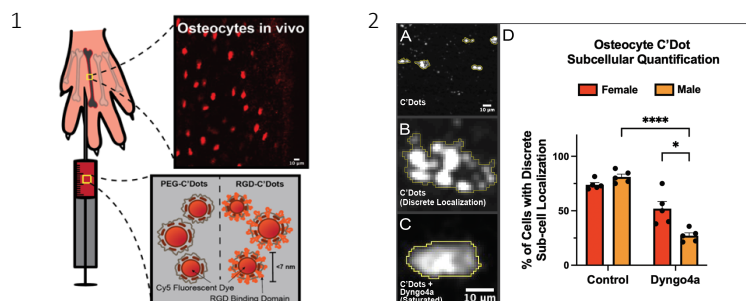 1
Osteocytes in vivo
10 µm
PEG-C'Dots RGD-C'Dots
<7 nm
Cy5 Fluorescent Dye
RGD Binding Domain
2
A
C'Dots
10 µm
B
C'Dots
(Discrete Localization)
C
C'Dots +
Dyngo4a
(Saturated)
10 µm
D
Osteocyte C'Dot
Subcellular Quantification
Female Male
****
*
% of Cells with Discrete
Sub-cell Localization
100
50
0
Control Dyngo4a